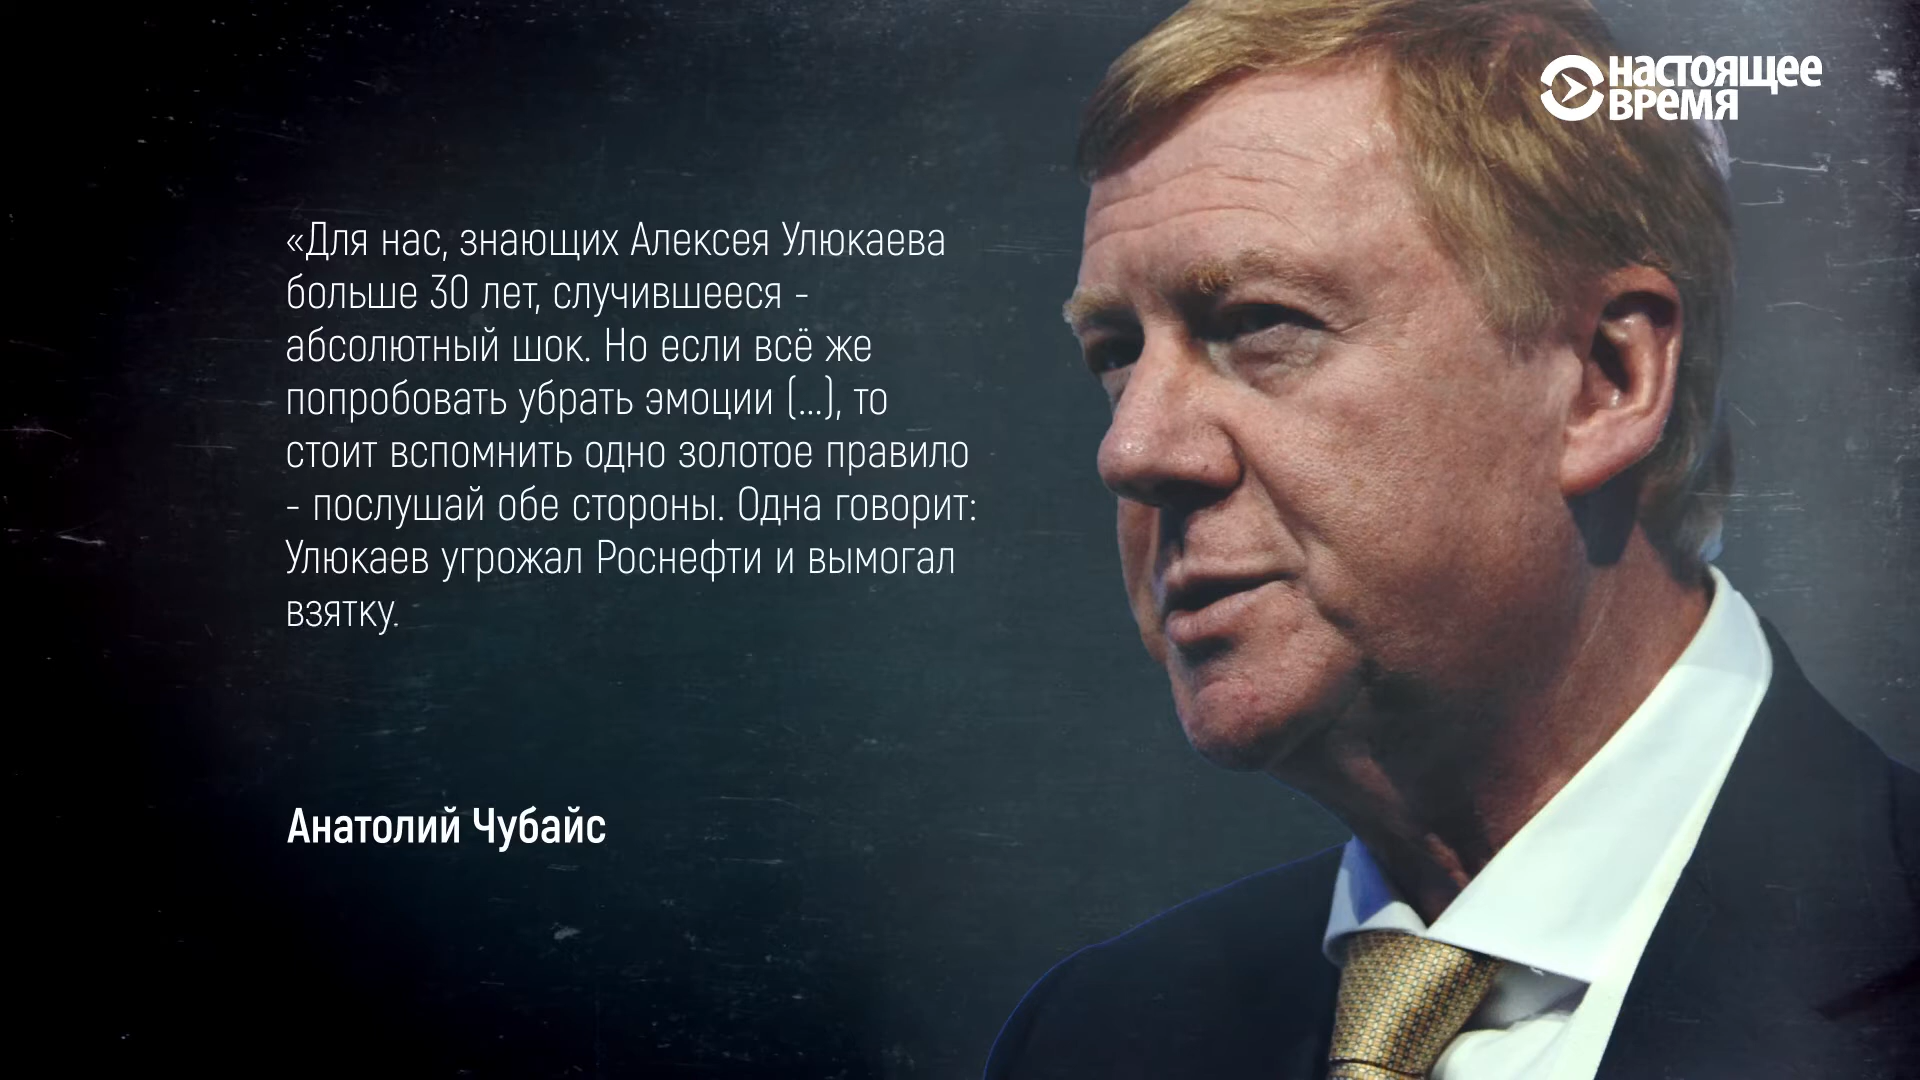 НАСТОЯЩЕЕ
ВРЕМЯ
«Для нас, знающих Алексея Улюкаева
больше 30 лет, случившееся -
абсолютный шок. Но если всё же
попробовать убрать эмоции (...), то
стоит вспомнить одно золотое правило
- послушай обе стороны. Одна говорит:
Улюкаев угрожал Роснефти и вымогал
взятку.
Анатолий Чубайс